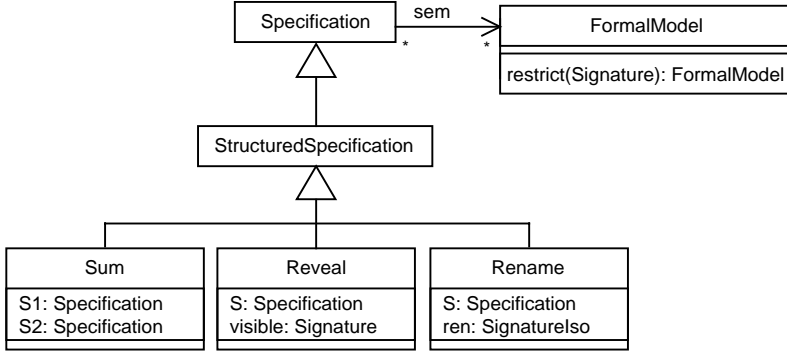 Specification
sem
* *
FormalModel
restrict(Signature): FormalModel
StructuredSpecification
Sum
S1: Specification
S2: Specification
Reveal
S: Specification
visible: Signature
Rename
S: Specification
ren: SignatureIso